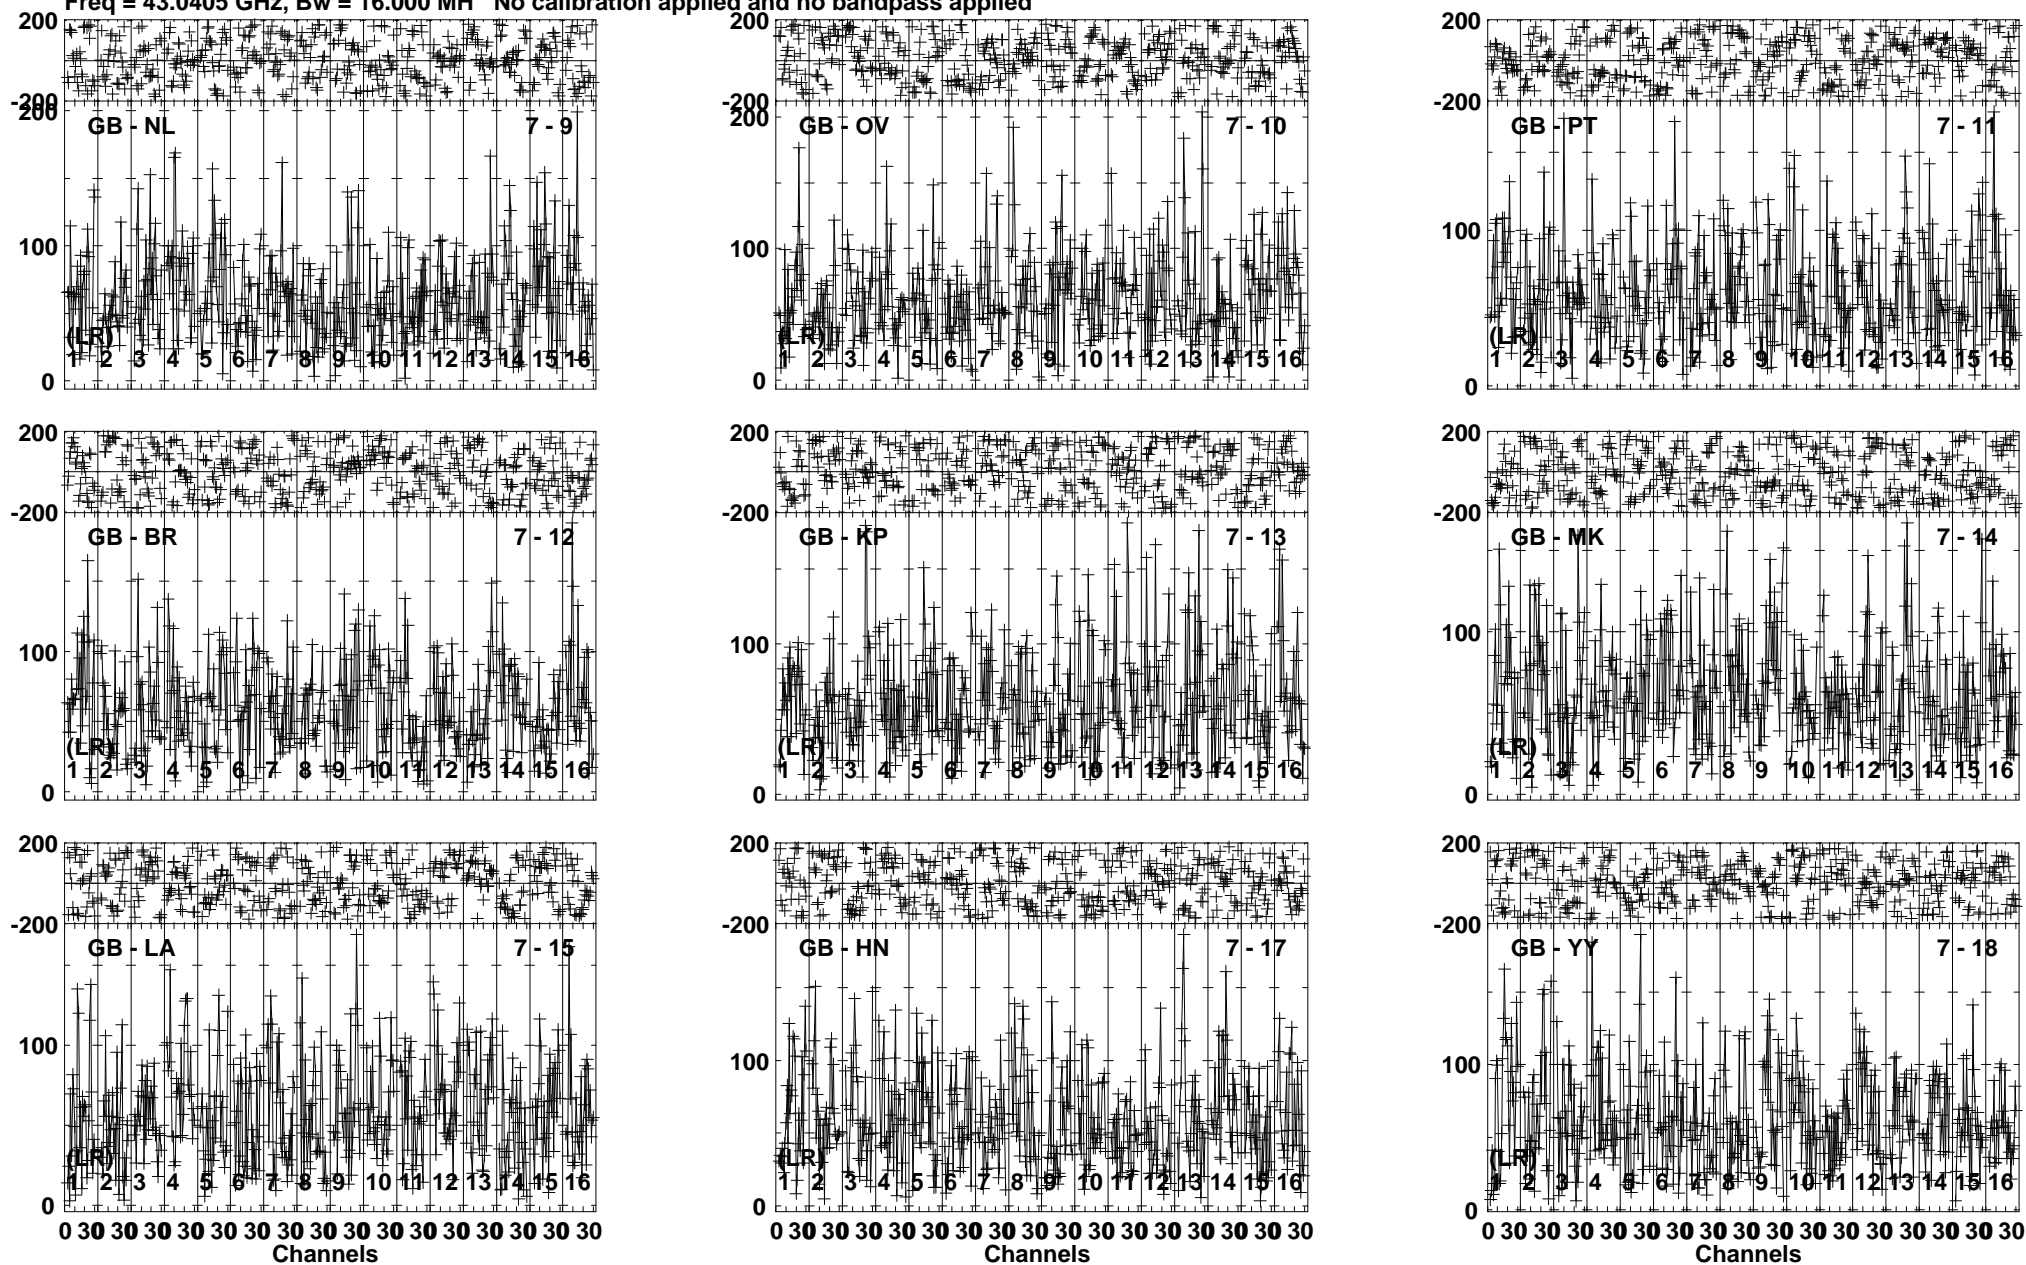 Freq = 43.0405 GHz, Bw = 16.000 MH No calibration applied and no bandpass applied
200 200 200
-200 -200 -200
200 GB - NL 7 - 9 200 GB - OV 7 - 10 GB - PT 7 - 11
100 100 100
(LR) (LR) (LR)
1 2 3 4 5 6 7 8 9 10 11 12 13 14 15 16 1 2 3 4 5 6 7 8 9 10 11 12 13 14 15 16 1 2 3 4 5 6 7 8 9 10 11 12 13 14 15 16
0 0 0
200 200 200
-200 -200 -200
GB - BR 7 - 12 GB - KP 7 - 13 GB - MK 7 - 14
100 100 100
(LR) (LR) (LR)
1 2 3 4 5 6 7 8 9 10 11 12 13 14 15 16 1 2 3 4 5 6 7 8 9 10 11 12 13 14 15 16 1 2 3 4 5 6 7 8 9 10 11 12 13 14 15 16
0 0 0
200 200 200
-200 -200 -200
GB - LA 7 - 15 GB - HN 7 - 17 GB - YY 7 - 18
100 100 100
(LR) (LR) (LR)
1 2 3 4 5 6 7 8 9 10 11 12 13 14 15 16 1 2 3 4 5 6 7 8 9 10 11 12 13 14 15 16 1 2 3 4 5 6 7 8 9 10 11 12 13 14 15 16
0 0 0
0 30 30 30 30 30 30 30 30 30 30 30 30 30 30 30 30 0 30 30 30 30 30 30 30 30 30 30 30 30 30 30 30 30 0 30 30 30 30 30 30 30 30 30 30 30 30 30 30 30 30
Channels Channels Channels